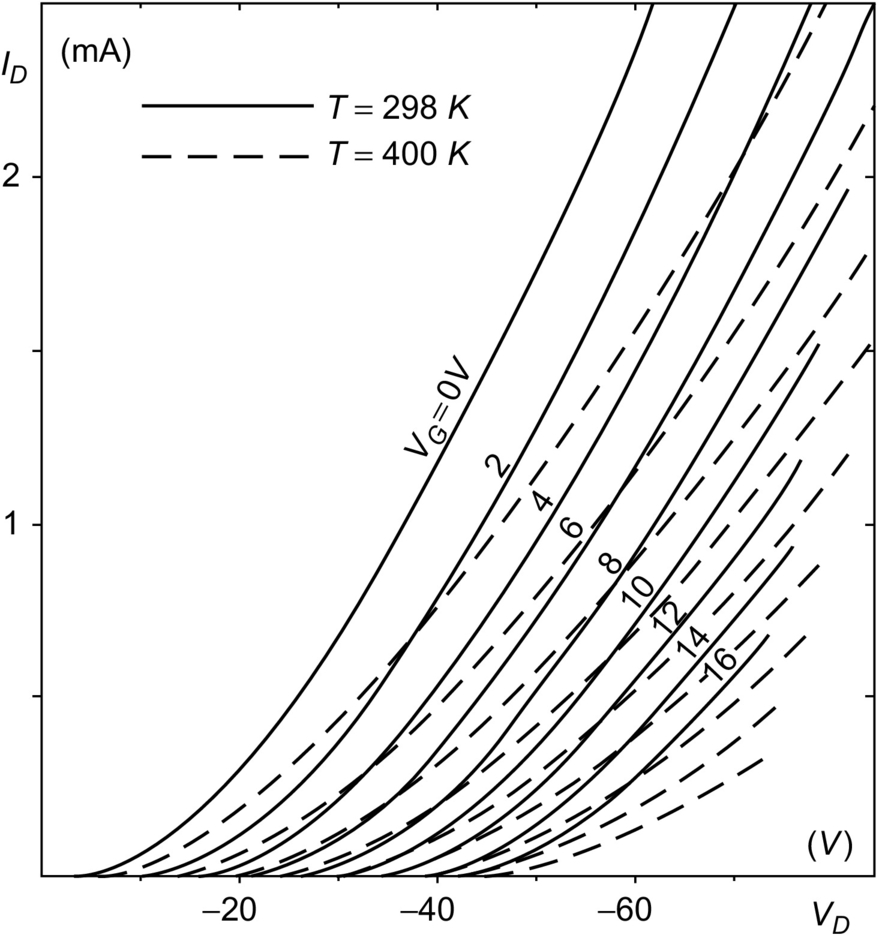 I_D (mA)
T = 298 K
T = 400 K
2
V_G = 0V
2
4
1
6
8
10
12
14
16
(V)
−20 −40 −60 V_D